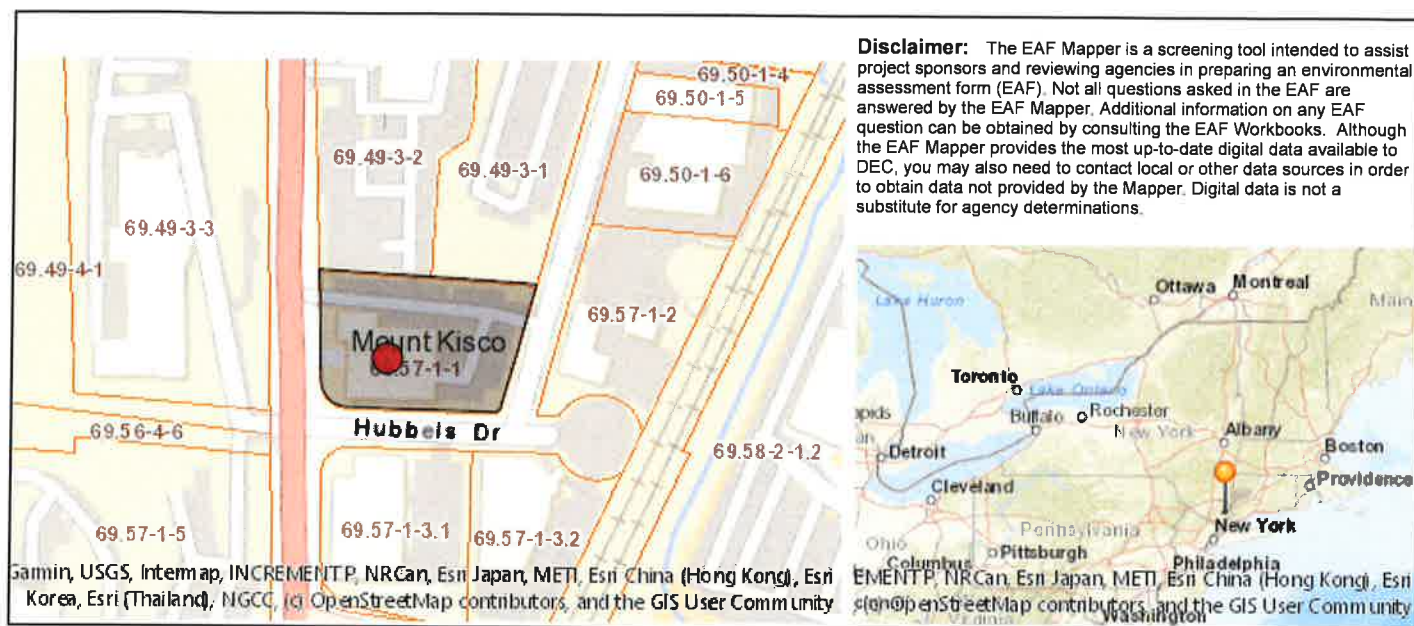 Disclaimer: The EAF Mapper is a screening tool intended to assist
project sponsors and reviewing agencies in preparing an environmental
assessment form (EAF). Not all questions asked in the EAF are
answered by the EAF Mapper. Additional information on any EAF
question can be obtained by consulting the EAF Workbooks. Although
the EAF Mapper provides the most up-to-date digital data available to
DEC, you may also need to contact local or other data sources in order
to obtain data not provided by the Mapper. Digital data is not a
substitute for agency determinations.
69.50-1-4
69.50-1-5
69.49-3-2
69.49-3-1
69.50-1-6
69.49-3-3
69.49-4-1
69.57-1-2
Mount Kisco
69.57-1-1
Hubbels Dr
69.56-4-6
69.58-2-1.2
69.57-1-5
69.57-1-3.1
69.57-1-3.2
Garmin, USGS, Intermap, INCREMENT P, NRCan, Esri Japan, METI, Esri China (Hong Kong), Esri
Korea, Esri (Thailand), NGCC, (c) OpenStreetMap contributors, and the GIS User Community
Ottawa
Montreal
Lake Huron
Main
Toronto
Lake Ontario
apids
Buffalo
Rochester
New York
Albany
Boston
Detroit
Providence
Cleveland
New York
Pennsylvania
Ohio
Pittsburgh
Columbus
Philadelphia
EMENT P, NRCan, Esri Japan, METI, Esri China (Hong Kong), Esri
OpenStreetMap contributors, and the GIS User Community
Washington
Virginia